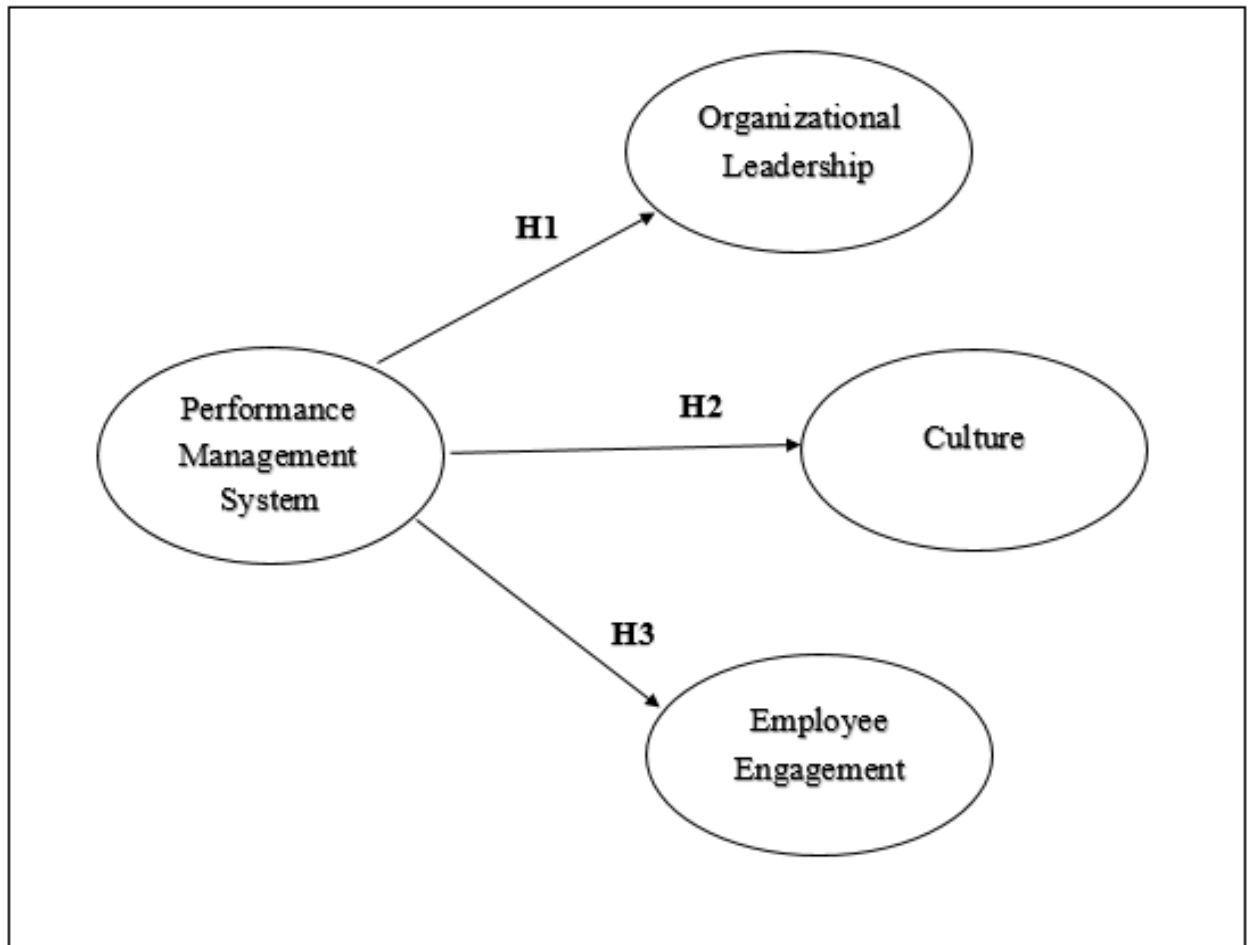 Organizational
Leadership
H1
Performance
Management
System
H2
Culture
H3
Employee
Engagement